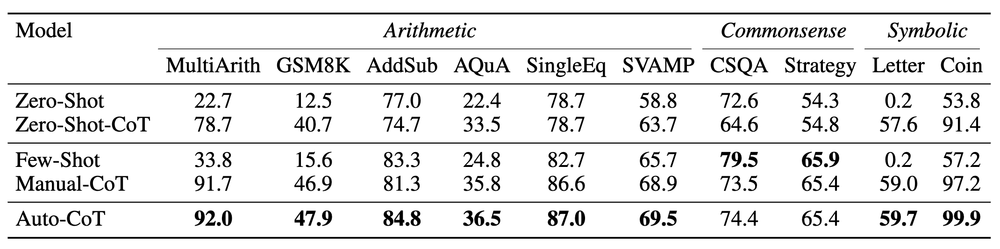 Model Arithmetic Commonsense Symbolic
MultiArith GSM8K AddSub AQuA SingleEq SVAMP CSQA Strategy Letter Coin
Zero-Shot 22.7 12.5 77.0 22.4 78.7 58.8 72.6 54.3 0.2 53.8
Zero-Shot-CoT 78.7 40.7 74.7 33.5 78.7 63.7 64.6 54.8 57.6 91.4
Few-Shot 33.8 15.6 83.3 24.8 82.7 65.7 79.5 65.9 0.2 57.2
Manual-CoT 91.7 46.9 81.3 35.8 86.6 68.9 73.5 65.4 59.0 97.2
Auto-CoT 92.0 47.9 84.8 36.5 87.0 69.5 74.4 65.4 59.7 99.9